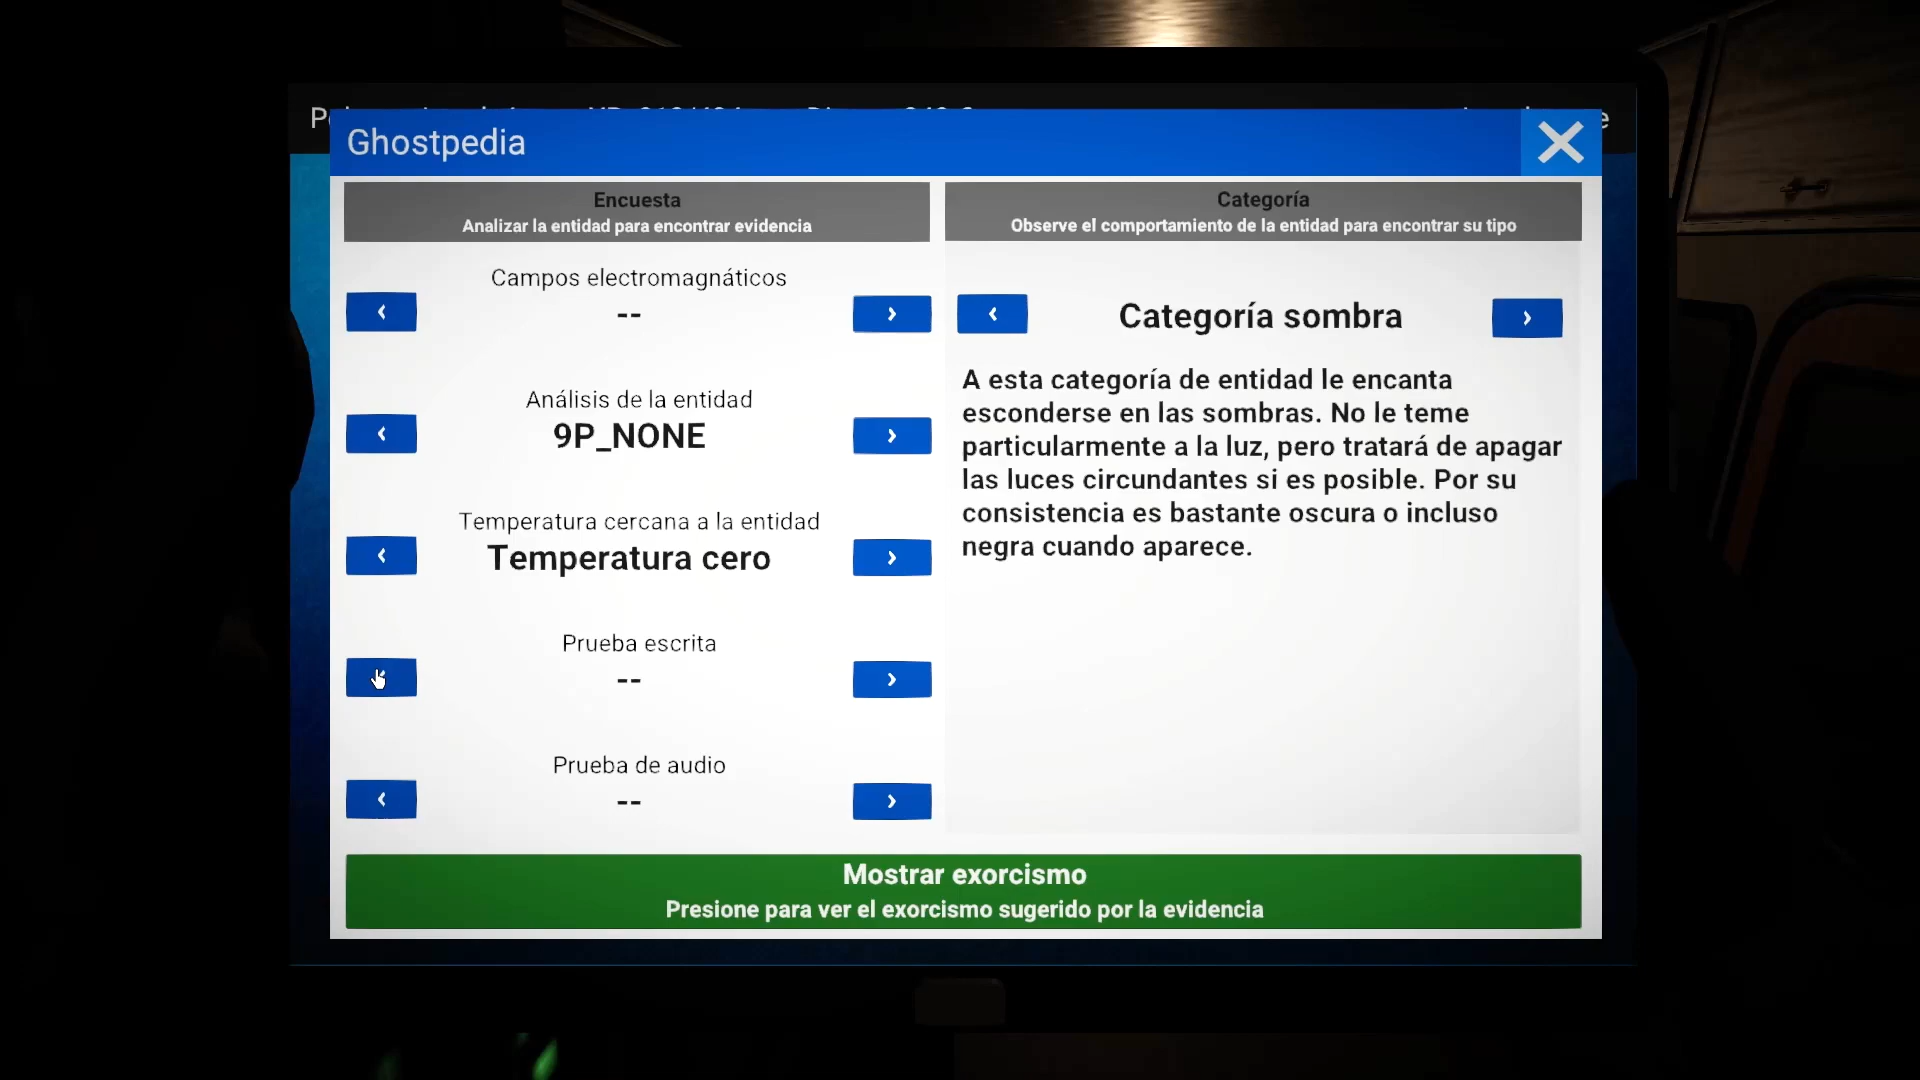 Ghostpedia
Encuesta
Analizar la entidad para encontrar evidencia
Campos electromagnáticos
--
Análisis de la entidad
9P_NONE
Temperatura cercana a la entidad
Temperatura cero
Prueba escrita
--
Prueba de audio
--
Categoría
Observe el comportamiento de la entidad para encontrar su tipo
Categoría sombra
A esta categoría de entidad le encanta
esconderse en las sombras. No le teme
particularmente a la luz, pero tratará de apagar
las luces circundantes si es posible. Por su
consistencia es bastante oscura o incluso
negra cuando aparece.
Mostrar exorcismo
Presione para ver el exorcismo sugerido por la evidencia